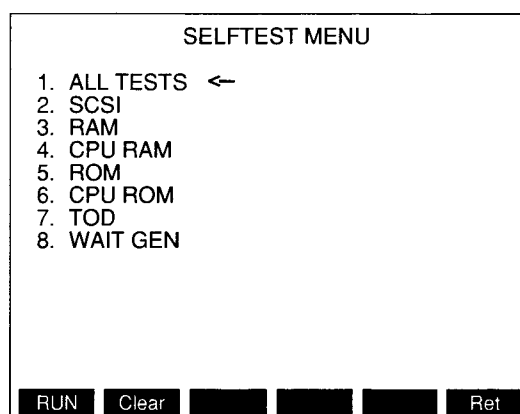 SELFTEST MENU
1. ALL TESTS <–
2. SCSI
3. RAM
4. CPU RAM
5. ROM
6. CPU ROM
7. TOD
8. WAIT GEN
RUN Clear Ret